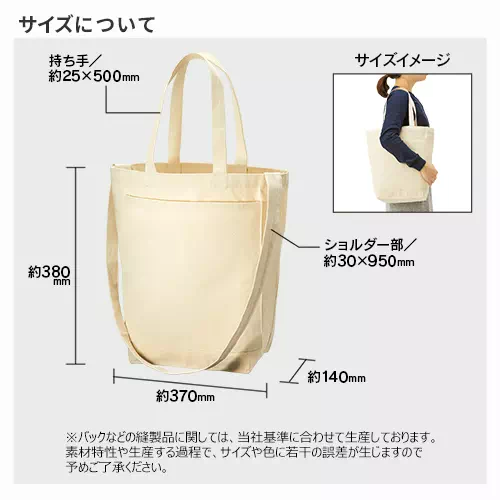 サイズについて
持ち手／
約25×500mm
サイズイメージ
ショルダー部／
約30×950mm
約380
mm
約140mm
約370mm
※バックなどの縫製品に関しては、当社基準に合わせて生産しております。
素材特性や生産する過程で、サイズや色に若干の誤差が生じますので
予めご了承ください。